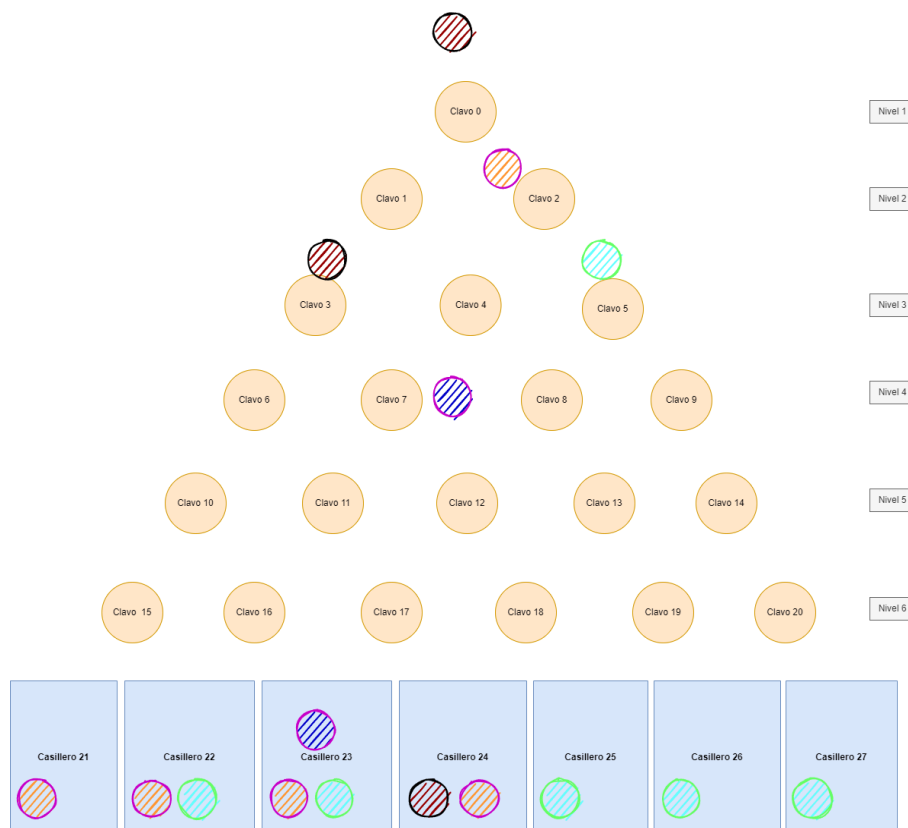 Clavo 0
Nivel 1
Clavo 1
Clavo 2
Nivel 2
Clavo 3
Clavo 4
Clavo 5
Nivel 3
Clavo 6
Clavo 7
Clavo 8
Clavo 9
Nivel 4
Clavo 10
Clavo 11
Clavo 12
Clavo 13
Clavo 14
Nivel 5
Clavo 15
Clavo 16
Clavo 17
Clavo 18
Clavo 19
Clavo 20
Nivel 6
Casillero 21
Casillero 22
Casillero 23
Casillero 24
Casillero 25
Casillero 26
Casillero 27